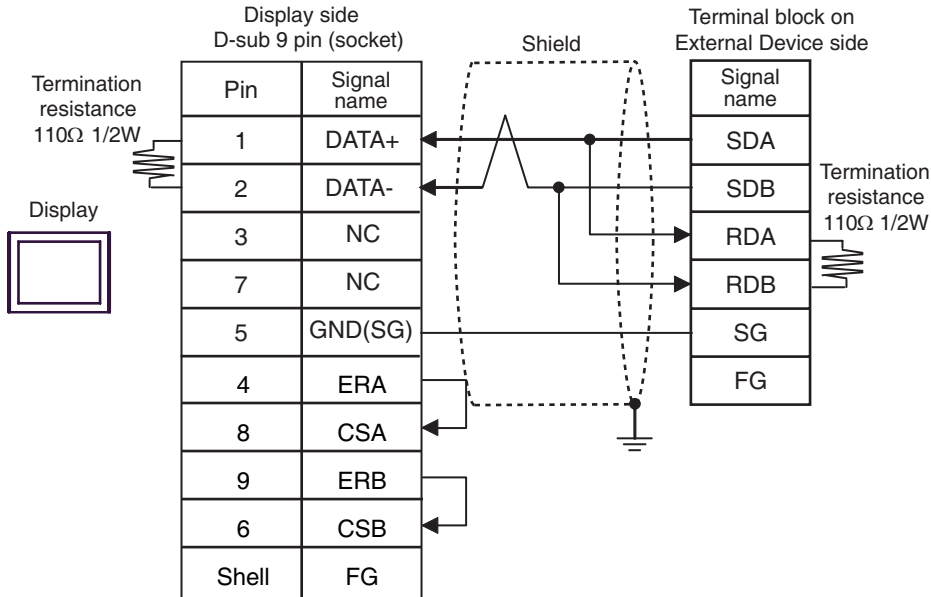 Display side
D-sub 9 pin (socket)
Shield
Terminal block on
External Device side
Termination
resistance
110Ω 1/2W
Display
Pin
Signal
name
1
DATA+
2
DATA-
3
NC
7
NC
5
GND(SG)
4
ERA
8
CSA
9
ERB
6
CSB
Shell
FG
Signal
name
SDA
SDB
RDA
RDB
SG
FG
Termination
resistance
110Ω 1/2W